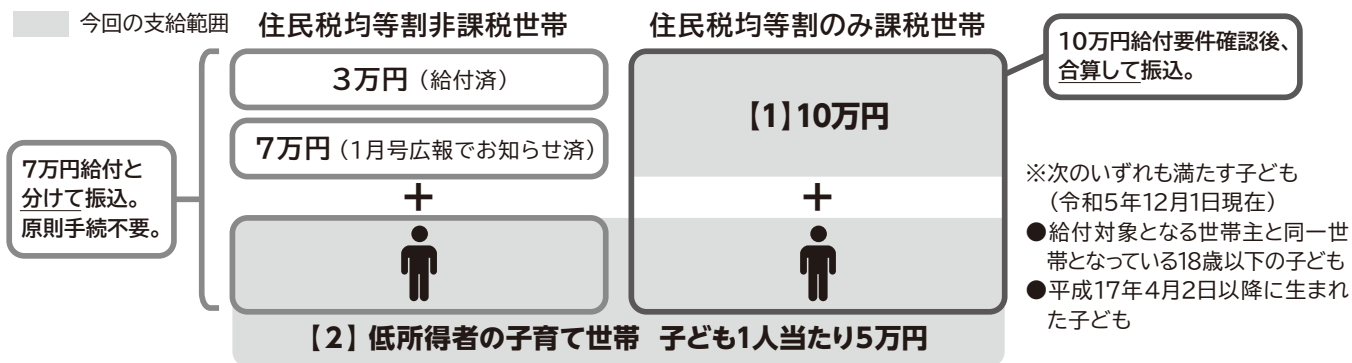 今回の支給範囲
住民税均等割非課税世帯
住民税均等割のみ課税世帯
3万円（給付済）
7万円（1月号広報でお知らせ済）
+
7万円給付と
分けて振込。
原則手続不要。
【1】10万円
+
10万円給付要件確認後、
合算して振込。
【2】低所得者の子育て世帯 子ども1人当たり5万円
※次のいずれも満たす子ども
（令和5年12月1日現在）
●給付対象となる世帯主と同一世
帯となっている18歳以下の子ども
●平成17年4月2日以降に生まれ
た子ども